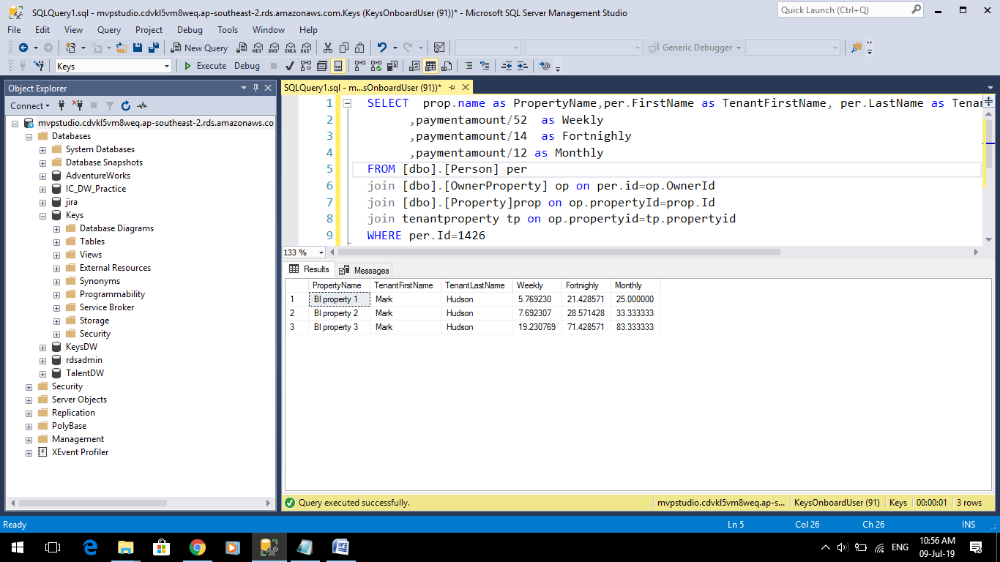 SQLQuery1.sql - mvpstudio.cdvkl5vm8weq.ap-southeast-2.rds.amazonaws.com.Keys (KeysOnboardUser (91))* - Microsoft SQL Server Management Studio
Quick Launch (Ctrl+Q)
File Edit View Query Project Debug Tools Window Help
New Query MDX DMX XMLA DAX Generic Debugger
Keys Execute Debug
Object Explorer
Connect
mvpstudio.cdvkl5vm8weq.ap-southeast-2.rds.amazonaws.co
Databases
System Databases
Database Snapshots
AdventureWorks
IC_DW_Practice
jira
Keys
Database Diagrams
Tables
Views
External Resources
Synonyms
Programmability
Service Broker
Storage
Security
KeysDW
rdsadmin
TalentDW
Security
Server Objects
Replication
PolyBase
Management
XEvent Profiler
SQLQuery1.sql - m...sOnboardUser (91))*
1 SELECT  prop.name as PropertyName,per.FirstName as TenantFirstName, per.LastName as Tenan
2 ,paymentamount/52  as Weekly
3 ,paymentamount/14  as Fortnighly
4 ,paymentamount/12 as Monthly
5 FROM [dbo].[Person] per
6 join [dbo].[OwnerProperty] op on per.id=op.OwnerId
7 join [dbo].[Property]prop on op.propertyId=prop.Id
8 join tenantproperty tp on op.propertyid=tp.propertyid
9 WHERE per.Id=1426
133 %
Results Messages
PropertyName TenantFirstName TenantLastName Weekly Fortnighly Monthly
1 BI property 1 Mark Hudson 5.769230 21.428571 25.000000
2 BI property 2 Mark Hudson 7.692307 28.571428 33.333333
3 BI property 3 Mark Hudson 19.230769 71.428571 83.333333
Query executed successfully. mvpstudio.cdvkl5vm8weq.ap-s... KeysOnboardUser (91) Keys 00:00:01 3 rows
Ready Ln 5 Col 26 Ch 26 INS
ENG 10:56 AM
09-Jul-19